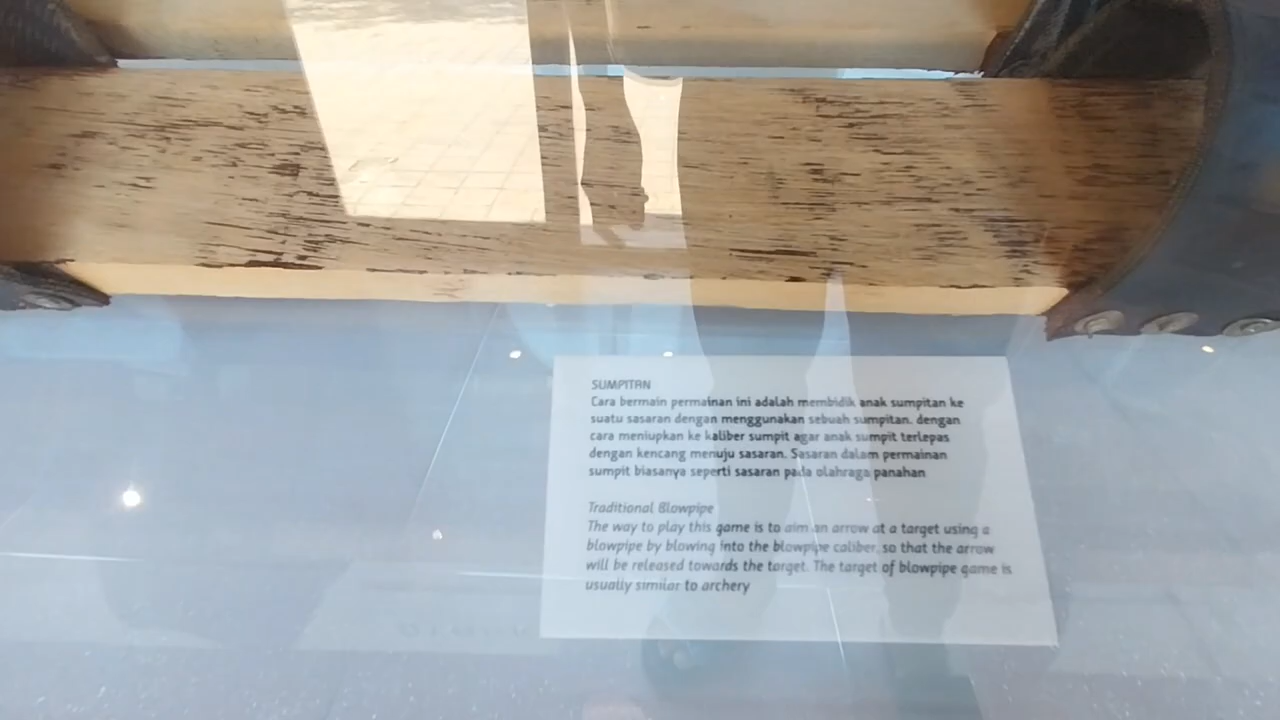 SUMPITAN
Cara bermain permainan ini adalah membidik anak sumpitan ke
suatu sasaran dengan menggunakan sebuah sumpitan, dengan
cara meniupkan ke kaliber sumpit agar anak sumpit terlepas
dengan kencang menuju sasaran. Sasaran dalam permainan
sumpit biasanya seperti sasaran pada olahraga panahan
Traditional Blowpipe
The way to play this game is to aim an arrow at a target using a
blowpipe by blowing into the blowpipe caliber, so that the arrow
will be released towards the target. The target of blowpipe game is
usually similar to archery